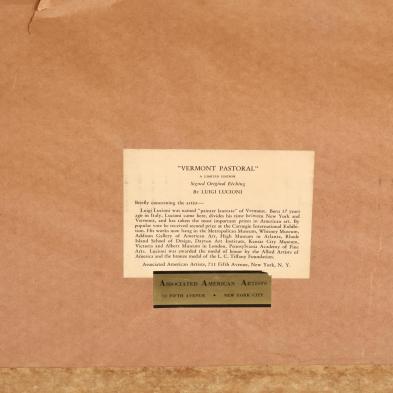 "VERMONT PASTORAL"
A LIMITED EDITION
Signed Original Etching
By LUIGI LUCIONI
Briefly concerning the artist—
Luigi Lucioni was named "painter laureate" of Vermont. Born 37 years
ago in Italy, Lucioni came here, divides his time between New York and
Vermont, and has taken the most important prizes in American art. By
popular vote he received second prize at the Carnegie International Exhibi-
tion. His works now hang in the Metropolitan Museum, Whitney Museum,
Addison Gallery of American Art, High Museum in Atlanta, Rhode
Island School of Design, Dayton Art Institute, Kansas City Museum,
Victoria and Albert Museum in London, Pennsylvania Academy of Fine
Arts. Lucioni was awarded the medal of honor by the Allied Artists of
America and the bronze medal of the L. C. Tiffany Foundation.
Associated American Artists, 711 Fifth Avenue, New York, N. Y.
ASSOCIATED AMERICAN ARTISTS
FIFTH AVENUE • NEW YORK CITY